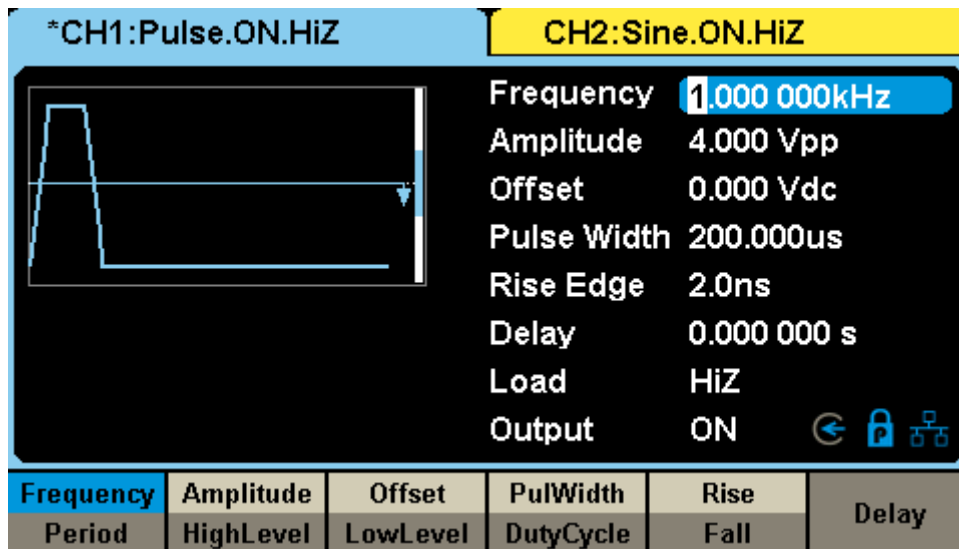 *CH1:Pulse.ON.HiZ CH2:Sine.ON.HiZ
Frequency 1.000 000kHz
Amplitude 4.000 Vpp
Offset 0.000 Vdc
Pulse Width 200.000us
Rise Edge 2.0ns
Delay 0.000 000 s
Load HiZ
Output ON P
Frequency Amplitude Offset PulWidth Rise Delay
Period HighLevel LowLevel DutyCycle Fall